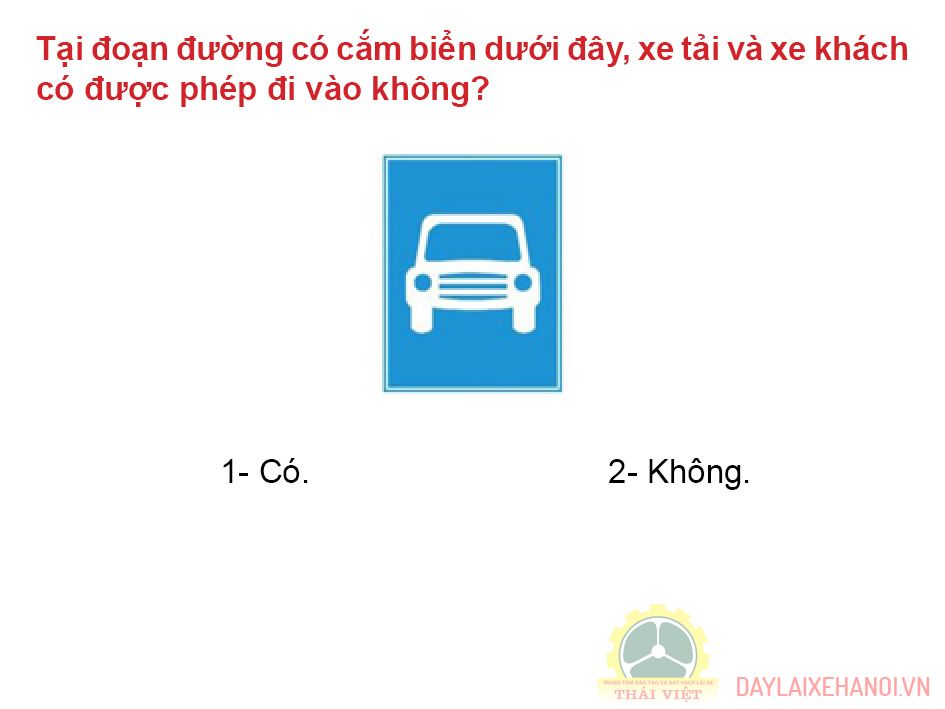 Tại đoạn đường có cắm biển dưới đây, xe tải và xe khách
có được phép đi vào không?
1- Có. 2- Không.
TRUNG TÂM ĐÀO TẠO VÀ SÁT HẠCH LÁI XE
THÁI VIỆT
DAYLAIXEHANOI.VN